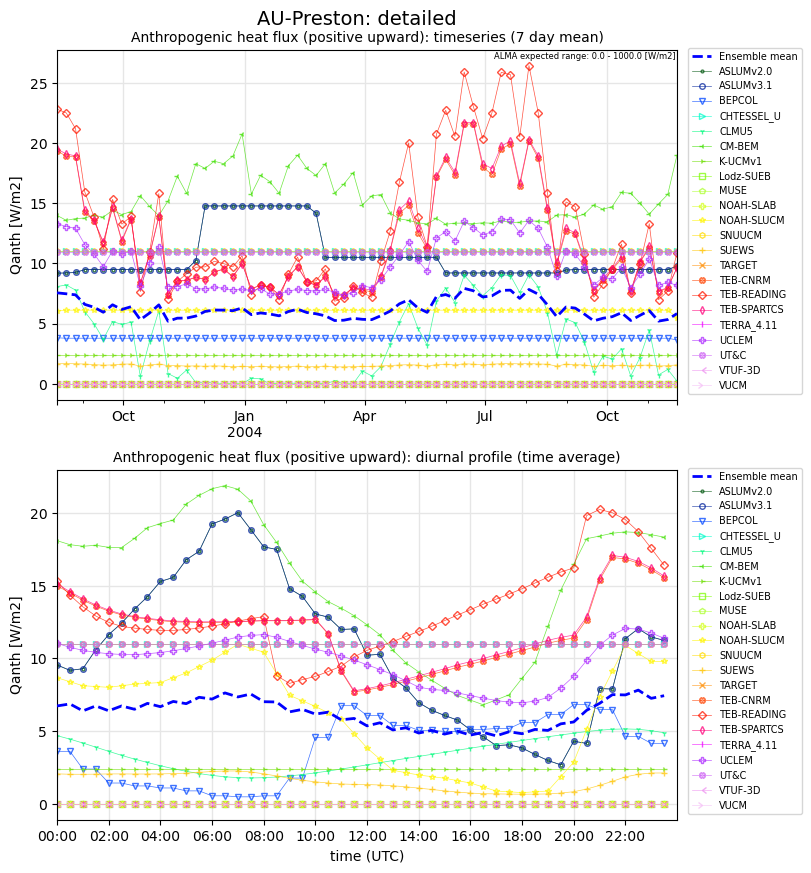 AU-Preston: detailed
Anthropogenic heat flux (positive upward): timeseries (7 day mean)
ALMA expected range: 0.0 - 1000.0 [W/m2]
Qanth [W/m2]
25
20
15
10
5
0
Oct
Jan
2004
Apr
Jul
Oct
Ensemble mean
ASLUMv2.0
ASLUMv3.1
BEPCOL
CHTESSEL_U
CLMU5
CM-BEM
K-UCMv1
Lodz-SUEB
MUSE
NOAH-SLAB
NOAH-SLUCM
SNUUCM
SUEWS
TARGET
TEB-CNRM
TEB-READING
TEB-SPARTCS
TERRA_4.11
UCLEM
UT&C
VTUF-3D
VUCM
Anthropogenic heat flux (positive upward): diurnal profile (time average)
Qanth [W/m2]
20
15
10
5
0
00:00
02:00
04:00
06:00
08:00
10:00
12:00
14:00
16:00
18:00
20:00
22:00
time (UTC)
Ensemble mean
ASLUMv2.0
ASLUMv3.1
BEPCOL
CHTESSEL_U
CLMU5
CM-BEM
K-UCMv1
Lodz-SUEB
MUSE
NOAH-SLAB
NOAH-SLUCM
SNUUCM
SUEWS
TARGET
TEB-CNRM
TEB-READING
TEB-SPARTCS
TERRA_4.11
UCLEM
UT&C
VTUF-3D
VUCM